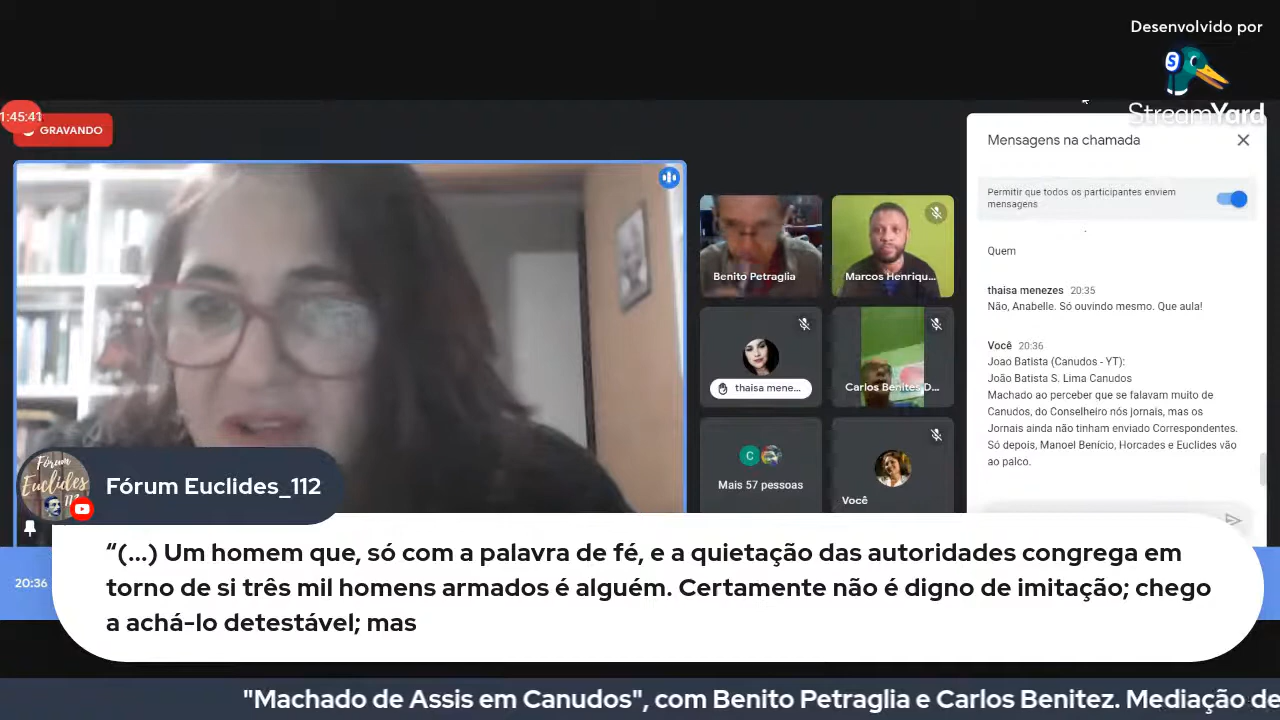 Desenvolvido por
StreamYard
1:45:41
GRAVANDO
Mensagens na chamada
Permitir que todos os participantes enviem
mensagens
Quem
thaisa menezes 20:35
Não, Anabelle. Só ouvindo mesmo. Que aula!
Você 20:36
Joao Batista (Canudos - YT):
João Batista S. Lima Canudos
Machado ao perceber que se falavam muito de
Canudos, do Conselheiro nós jornais, mas os
Jornais ainda não tinham enviado Correspondentes.
Só depois, Manoel Benício, Horcades e Euclides vão
ao palco.
Benito Petraglia
Marcos Henriqu...
thaisa mene...
Carlos Benites D...
C
Mais 57 pessoas
Você
Fórum
Euclides
112
Fórum Euclides_112
20:36
“(...) Um homem que, só com a palavra de fé, e a quietação das autoridades congrega em
torno de si três mil homens armados é alguém. Certamente não é digno de imitação; chego
a achá-lo detestável; mas
"Machado de Assis em Canudos", com Benito Petraglia e Carlos Benitez. Mediação de